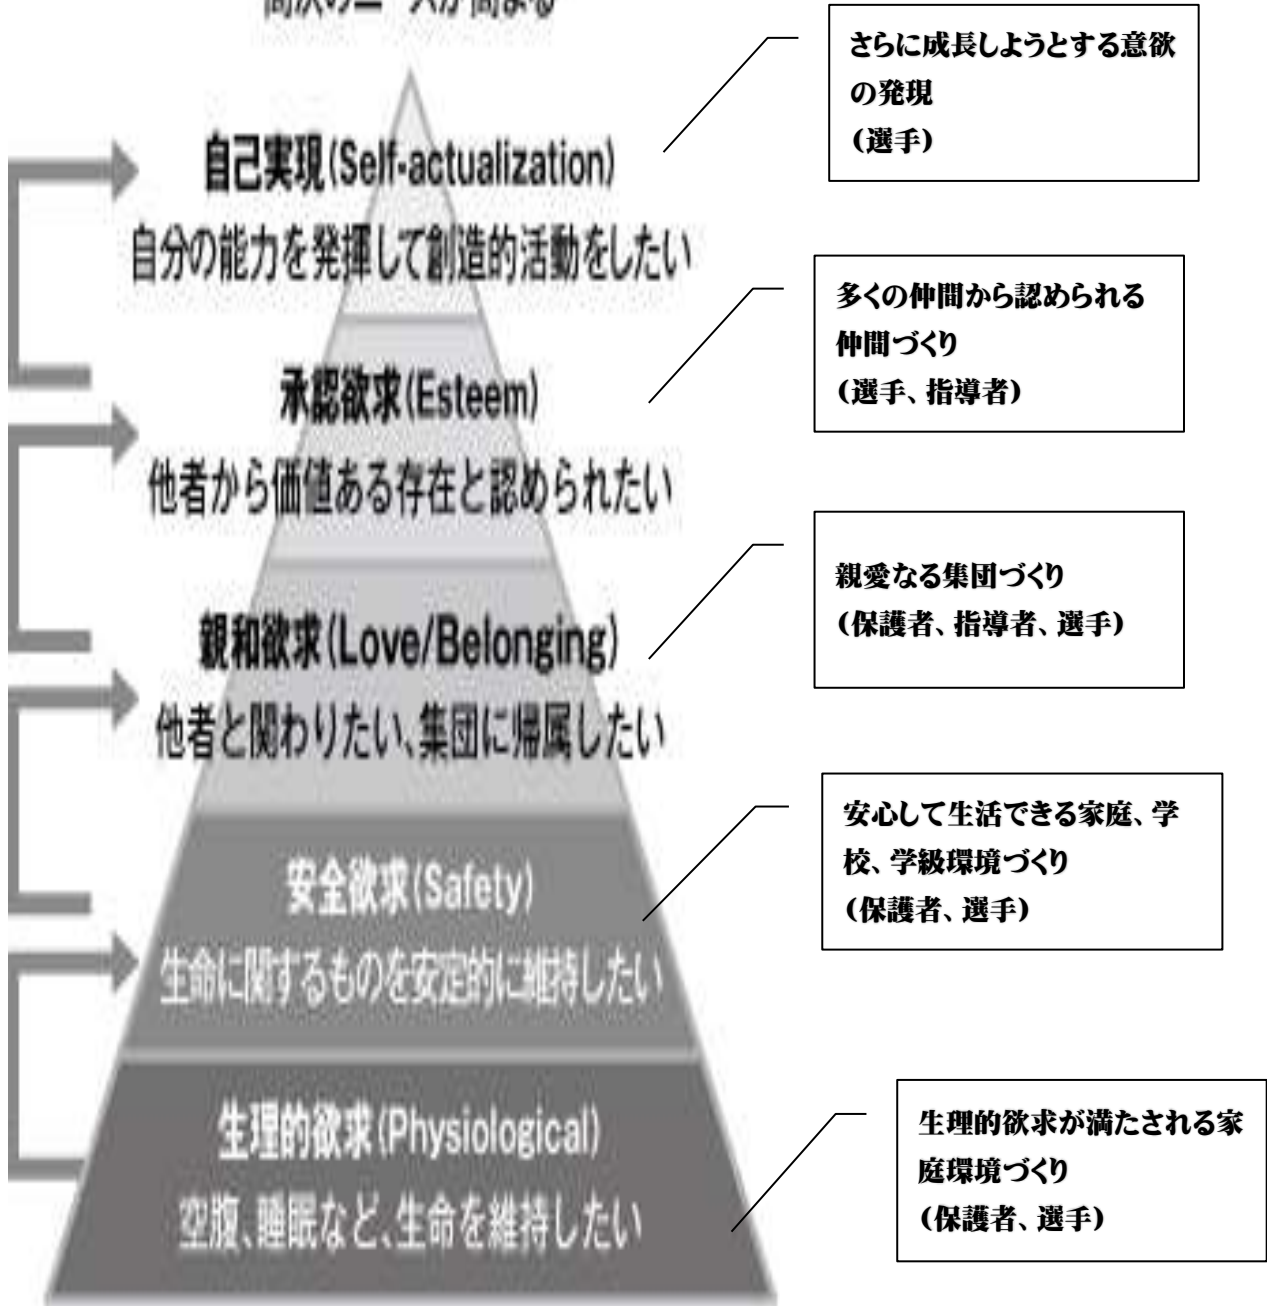 さらに成長しようとする意欲
の発現
(選手)
自己実現(Self-actualization)
自分の能力を発揮して創造的活動をしたい
多くの仲間から認められる
仲間づくり
(選手、指導者)
承認欲求(Esteem)
他者から価値ある存在と認められたい
親愛なる集団づくり
(保護者、指導者、選手)
親和欲求(Love/Belonging)
他者と関わりたい、集団に帰属したい
安心して生活できる家庭、学
校、学級環境づくり
(保護者、選手)
安全欲求(Safety)
生命に関するものを安定的に維持したい
生理的欲求が満たされる家
庭環境づくり
(保護者、選手)
生理的欲求(Physiological)
空腹、睡眠など、生命を維持したい